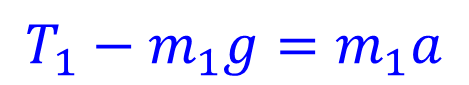 T₁ − m₁g = m₁a